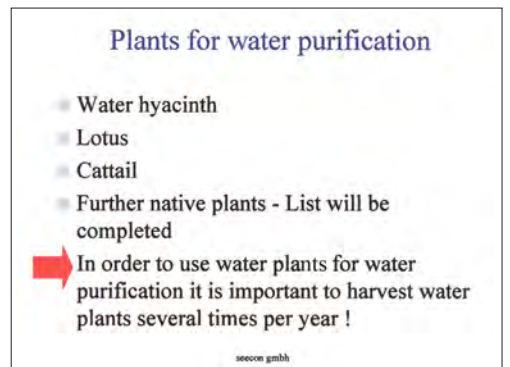 Plants for water purification
Water hyacinth
Lotus
Cattail
Further native plants - List will be
completed
In order to use water plants for water
purification it is important to harvest water
plants several times per year !
seecon gmbh